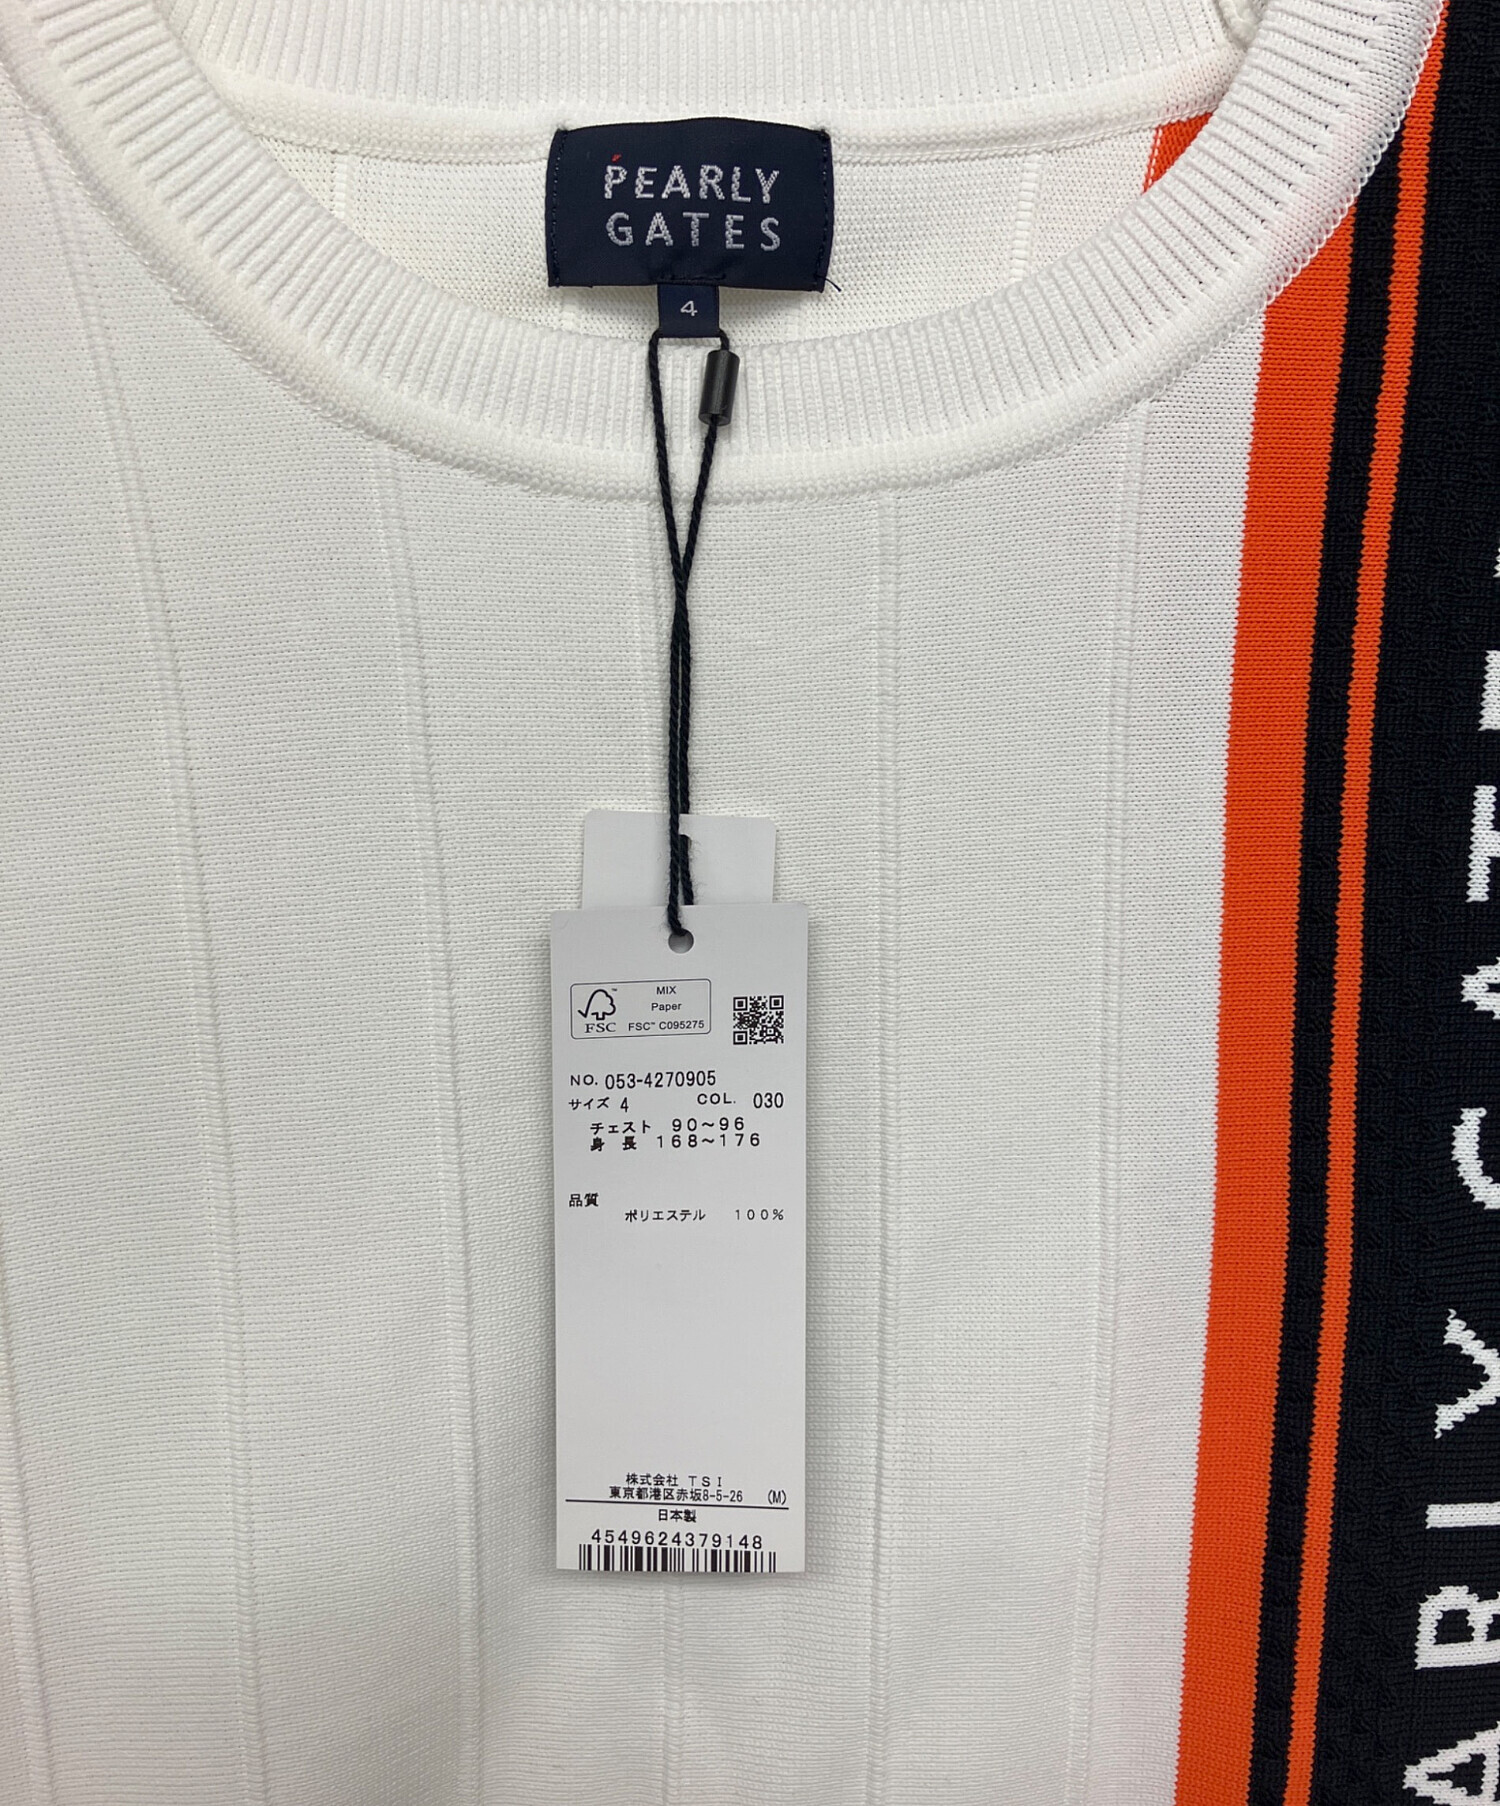 PEARLY
GATES
4
MIX
Paper
FSC™ C095275
FSC
NO. 053-4270905
サイズ 4 COL. 030
チェスト 90~96
身長 168~176
品質
ポリエステル 100%
株式会社 TSI
東京都港区赤坂8-5-26 (M)
日本製
4549624379148
ARLY GAT